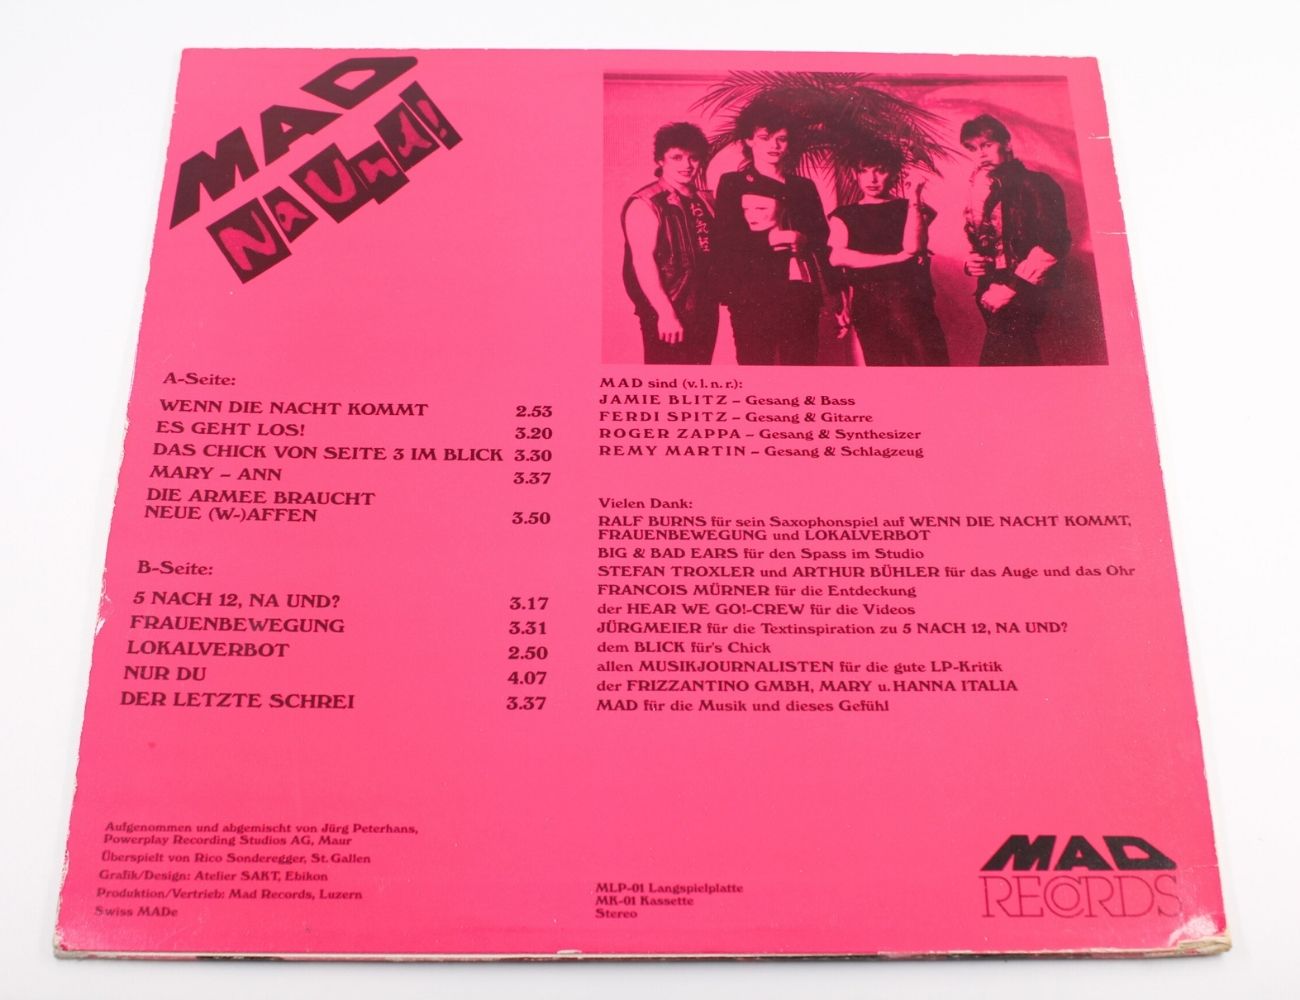 MAD
Na Und!
A-Seite:
WENN DIE NACHT KOMMT 2.53
ES GEHT LOS! 3.20
DAS CHICK VON SEITE 3 IM BLICK 3.30
MARY – ANN 3.37
DIE ARMEE BRAUCHT
NEUE (W-)AFFEN 3.50
B-Seite:
5 NACH 12, NA UND? 3.17
FRAUENBEWEGUNG 3.31
LOKALVERBOT 2.50
NUR DU 4.07
DER LETZTE SCHREI 3.37
Aufgenommen und abgemischt von Jürg Peterhans,
Powerplay Recording Studios AG, Maur
Überspielt von Rico Sonderegger, St. Gallen
Grafik/Design: Atelier SAKT, Ebikon
Produktion/Vertrieb: Mad Records, Luzern
Swiss MADe
MAD sind (v. l. n. r.):
JAMIE BLITZ – Gesang & Bass
FERDI SPITZ – Gesang & Gitarre
ROGER ZAPPA – Gesang & Synthesizer
REMY MARTIN – Gesang & Schlagzeug
Vielen Dank:
RALF BURNS für sein Saxophonspiel auf WENN DIE NACHT KOMMT,
FRAUENBEWEGUNG und LOKALVERBOT
BIG & BAD EARS für den Spass im Studio
STEFAN TROXLER und ARTHUR BÜHLER für das Auge und das Ohr
FRANCOIS MÜRNER für die Entdeckung
der HEAR WE GO!-CREW für die Videos
JÜRGMEIER für die Textinspiration zu 5 NACH 12, NA UND?
dem BLICK für's Chick
allen MUSIKJOURNALISTEN für die gute LP-Kritik
der FRIZZANTINO GMBH, MARY u. HANNA ITALIA
MAD für die Musik und dieses Gefühl
MLP-01 Langspielplatte
MK-01 Kassette
Stereo
MAD
RECORDS